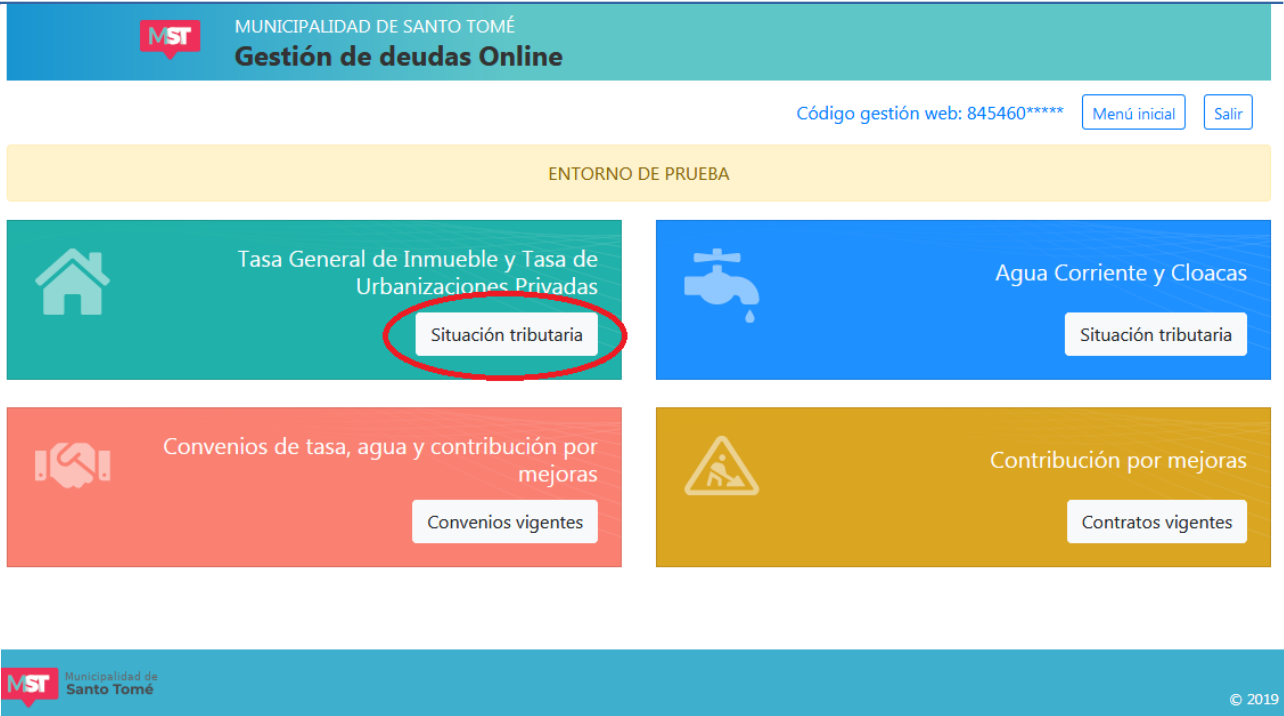 MST
MUNICIPALIDAD DE SANTO TOMÉ
Gestión de deudas Online
Código gestión web: 845460***** Menú inicial Salir
ENTORNO DE PRUEBA
Tasa General de Inmueble y Tasa de
Urbanizaciones Privadas
Situación tributaria
Agua Corriente y Cloacas
Situación tributaria
Convenios de tasa, agua y contribución por
mejoras
Convenios vigentes
Contribución por mejoras
Contratos vigentes
MST
Municipalidad de
Santo Tomé
© 2019